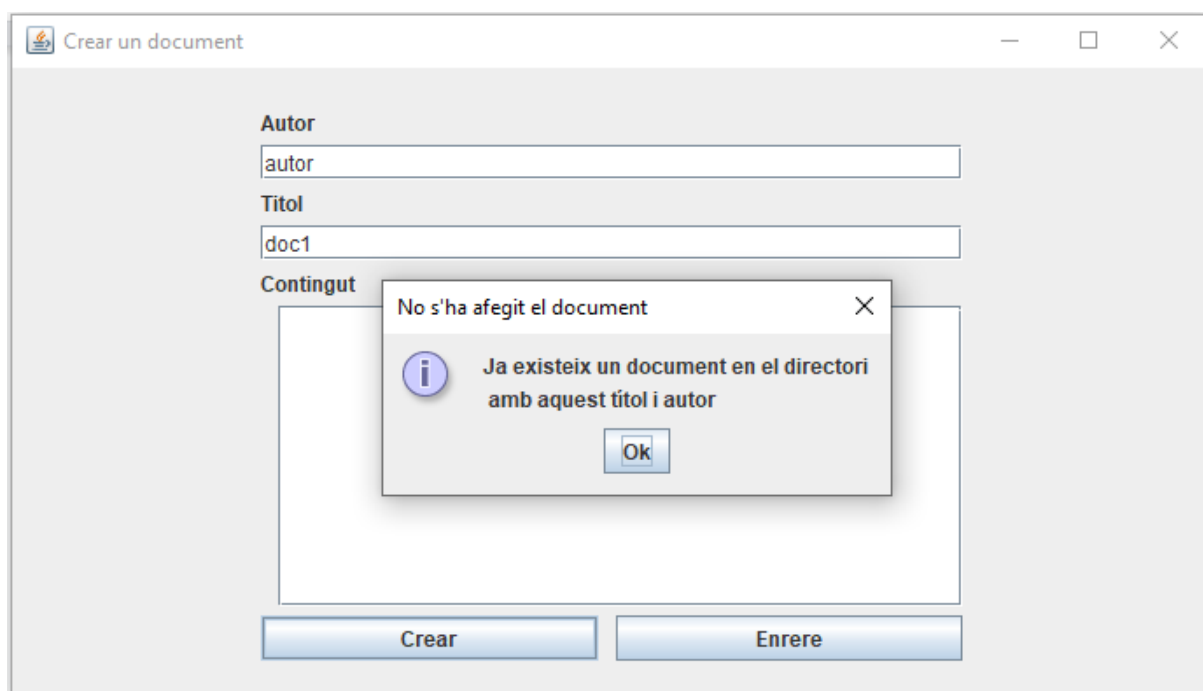 Crear un document
Autor
autor
Titol
doc1
Contingut
No s'ha afegit el document
Ja existeix un document en el directori
amb aquest títol i autor
Ok
Crear
Enrere